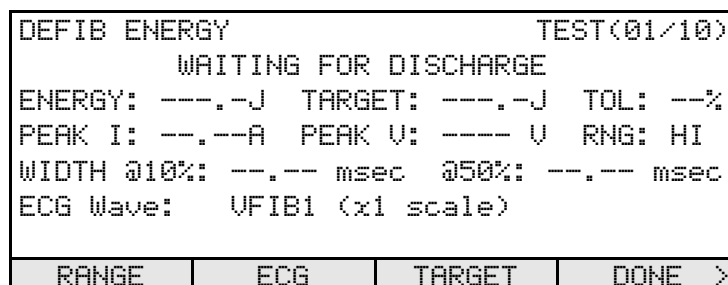 DEFIB ENERGY TEST(01/10)
WAITING FOR DISCHARGE
ENERGY: ---.-J TARGET: ---.-J TOL: --%
PEAK I: --.--A PEAK V: ---- V RNG: HI
WIDTH @10%: --.-- msec @50%: --.-- msec
ECG Wave: VFIB1 (x1 scale)
RANGE ECG TARGET DONE >